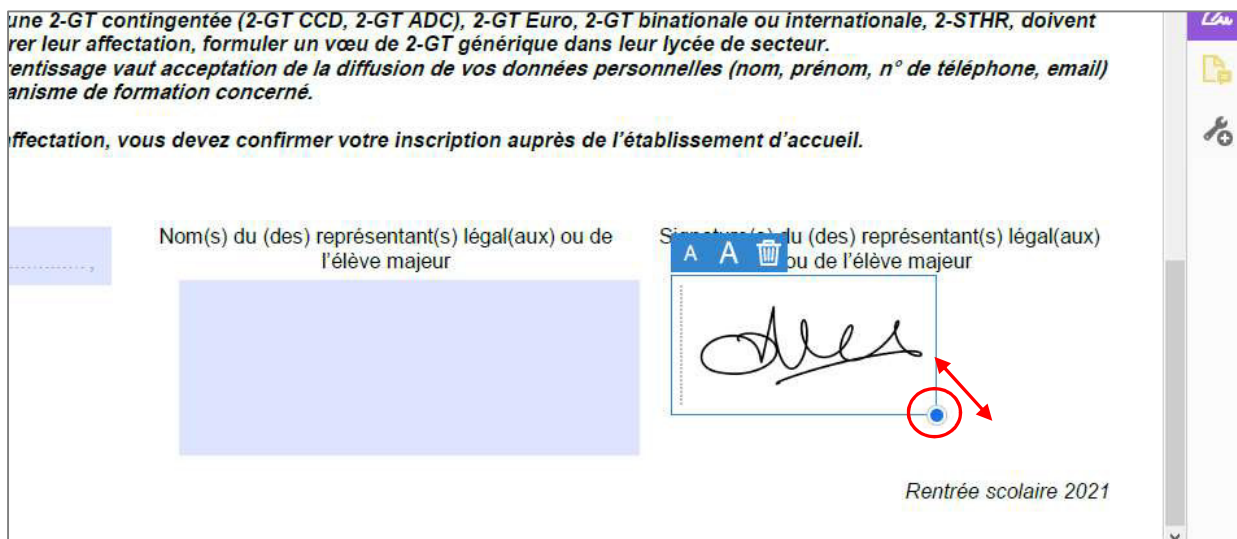 une 2-GT contingentée (2-GT CCD, 2-GT ADC), 2-GT Euro, 2-GT binationale ou internationale, 2-STHR, doivent
rer leur affectation, formuler un vœu de 2-GT générique dans leur lycée de secteur.
rentissage vaut acceptation de la diffusion de vos données personnelles (nom, prénom, n° de téléphone, email)
anisme de formation concerné.
affectation, vous devez confirmer votre inscription auprès de l'établissement d'accueil.
Nom(s) du (des) représentant(s) légal(aux) ou de
l'élève majeur
Signature(s) du (des) représentant(s) légal(aux)
ou de l'élève majeur
A A
Rentrée scolaire 2021